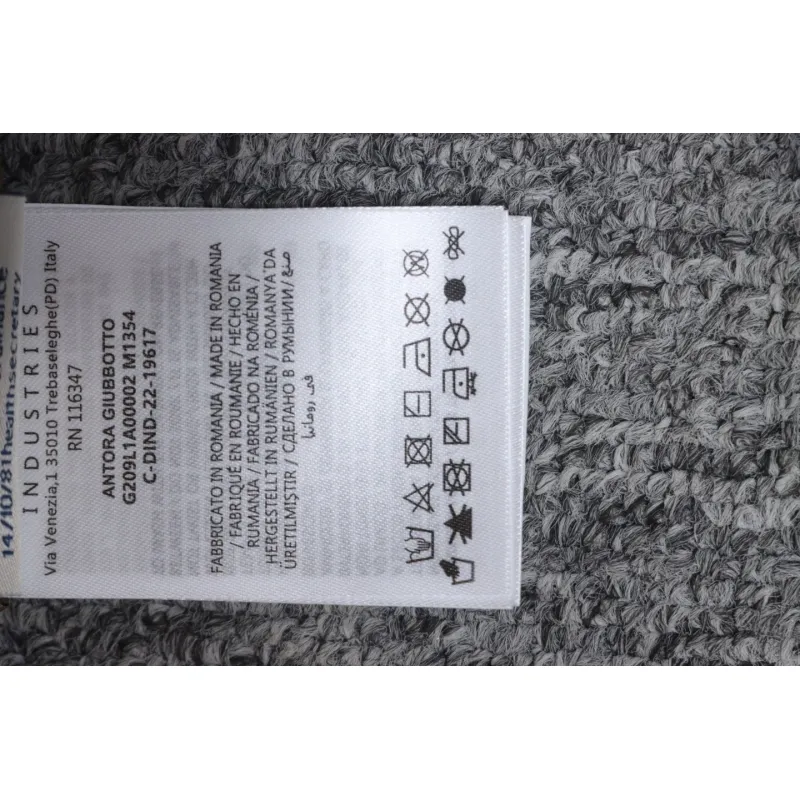 14/10/81healthsecretary
INDUSTRIES
Via Venezia,1 35010 Trebaseleghe(PD) Italy
RN 116347
ANTORA GIUBBOTTO
G209L1A00002 M1354
C-DIND-22-19617
FABBRICATO IN ROMANIA / MADE IN ROMANIA
/ FABRIQUÉ EN ROUMANIE / HECHO EN
RUMANIA / FABRICADO NA ROMÉNIA /
HERGESTELLT IN RUMÄNIEN / ROMANYA'DA
ÜRETILMIŞTIR / СДЕЛАНО В РУМЫНИИ / صنع
في رومانيا